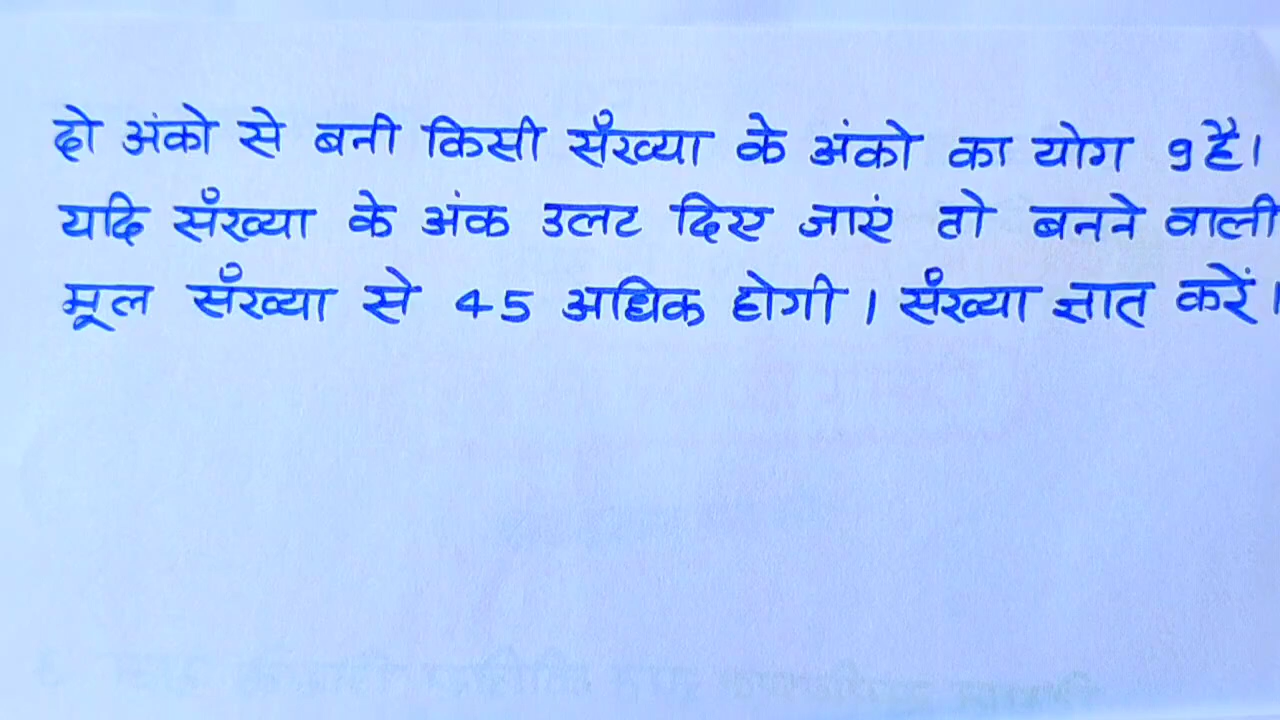 दो अंको से बनी किसी सँख्या के अंको का योग 9 है।
यदि सँख्या के अंक उलट दिए जाएं तो बनने वाली
मूल सँख्या से 45 अधिक होगी। सँख्या ज्ञात करें।